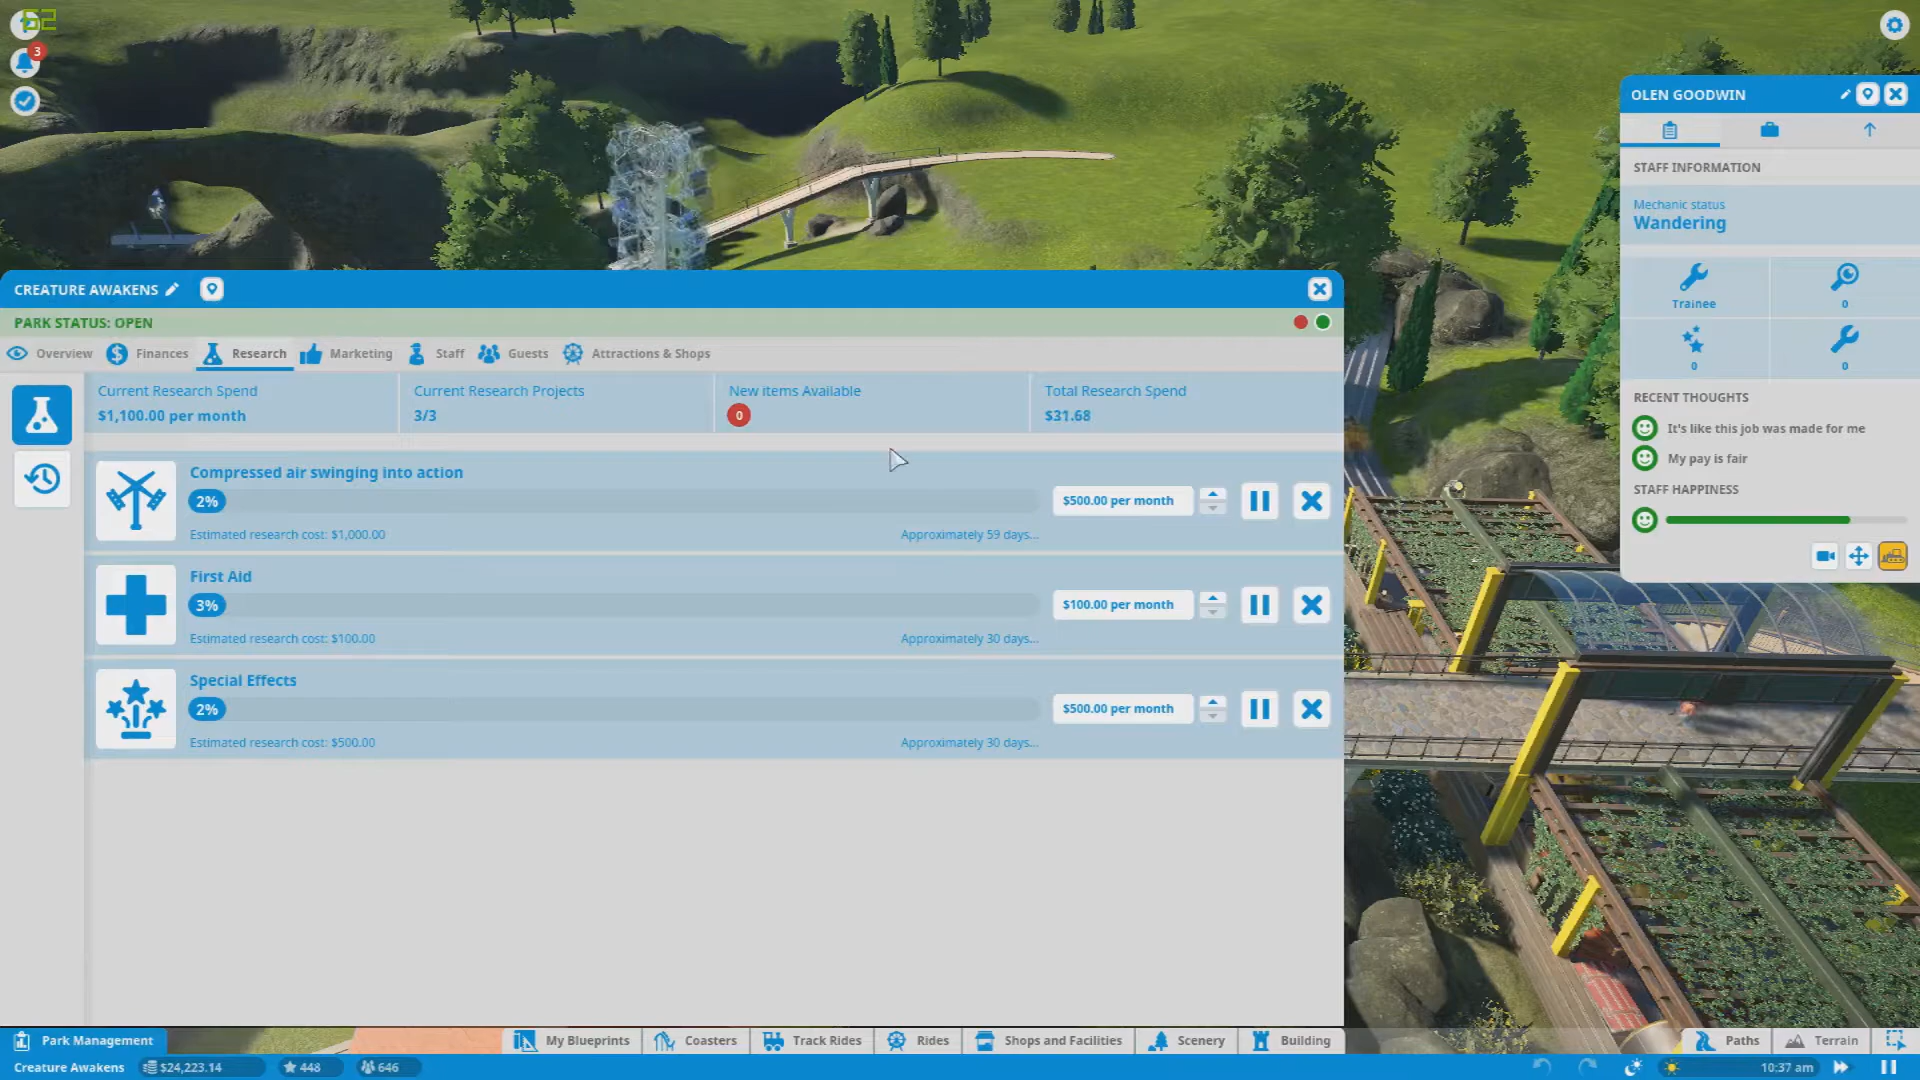 62
3
OLEN GOODWIN
STAFF INFORMATION
Mechanic status
Wandering
Trainee
0
0
0
RECENT THOUGHTS
It's like this job was made for me
My pay is fair
STAFF HAPPINESS
CREATURE AWAKENS
PARK STATUS: OPEN
Overview Finances Research Marketing Staff Guests Attractions & Shops
Current Research Spend
$1,100.00 per month
Current Research Projects
3/3
New items Available
0
Total Research Spend
$31.68
Compressed air swinging into action
2%
$500.00 per month
Estimated research cost: $1,000.00
Approximately 59 days...
First Aid
3%
$100.00 per month
Estimated research cost: $100.00
Approximately 30 days...
Special Effects
2%
$500.00 per month
Estimated research cost: $500.00
Approximately 30 days...
Park Management My Blueprints Coasters Track Rides Rides Shops and Facilities Scenery Building Paths Terrain
Creature Awakens $24,223.14 448 646 10:37 am